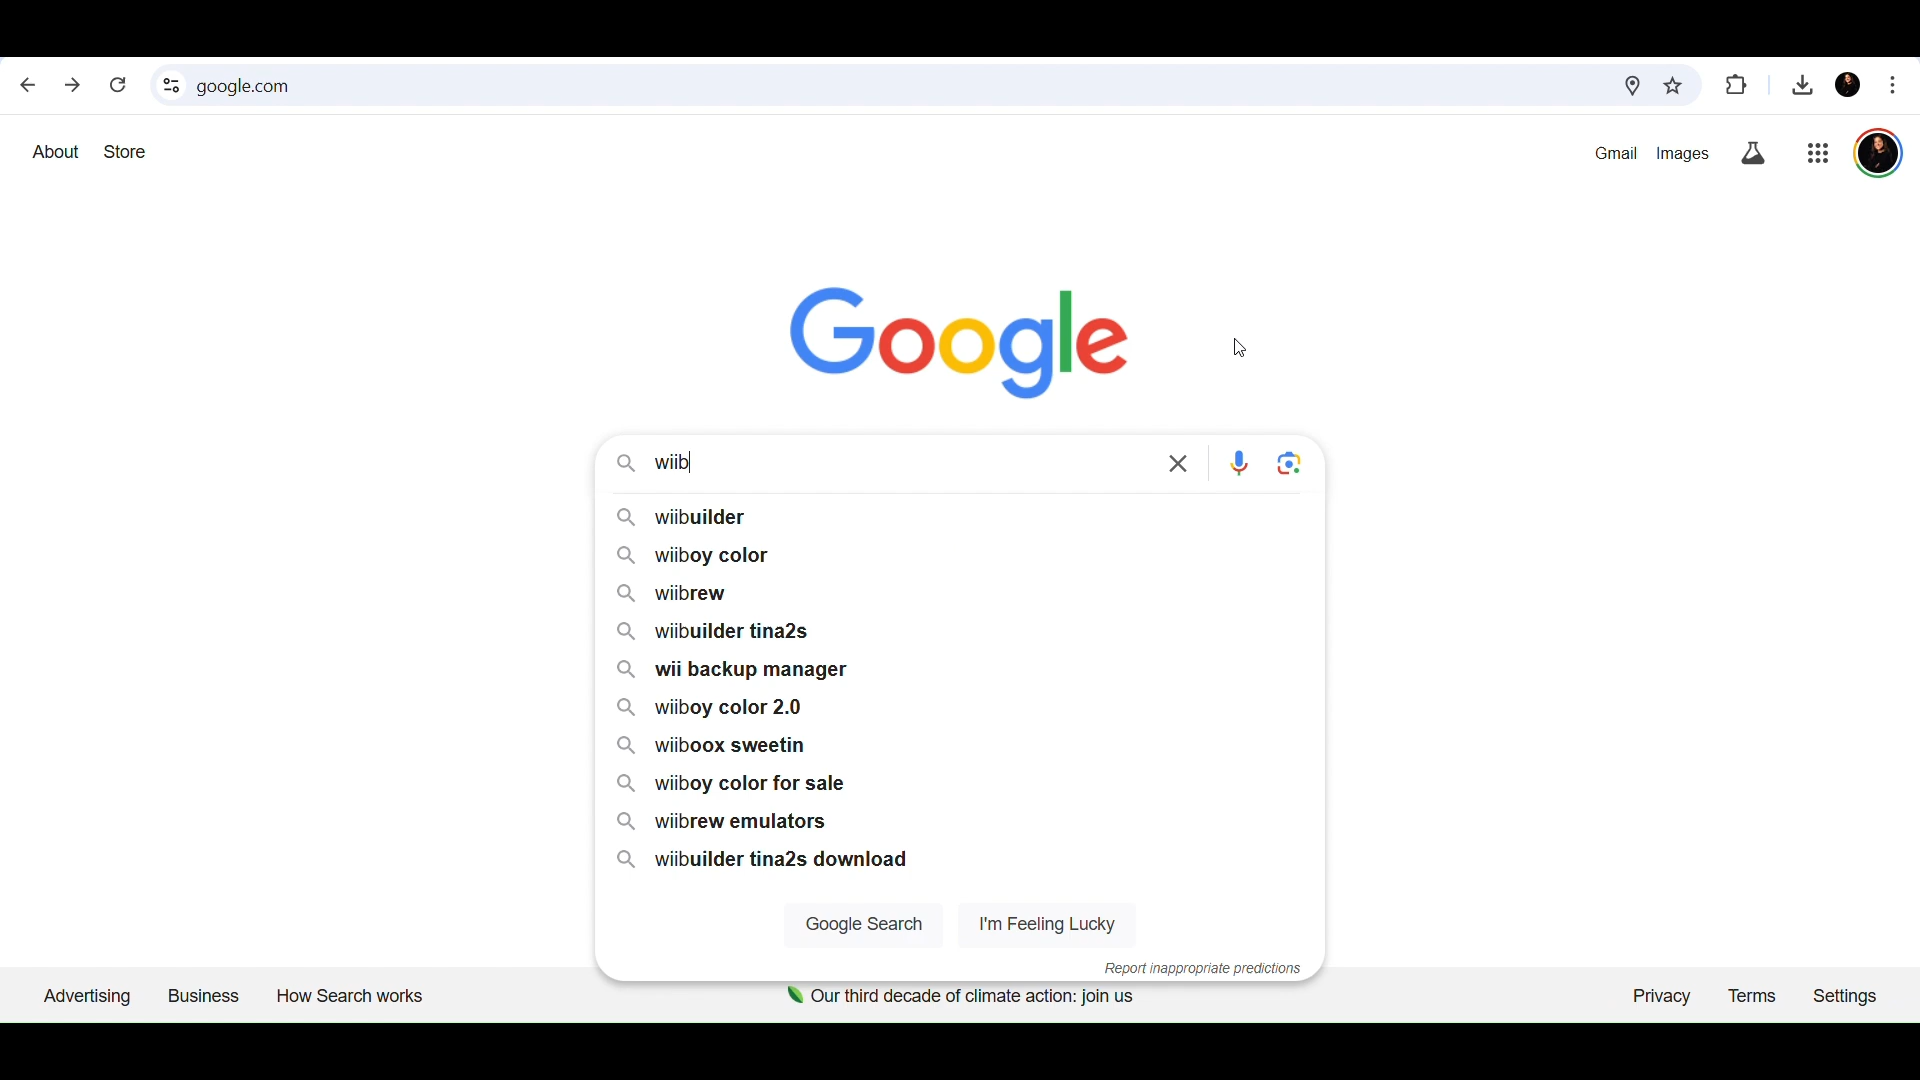 google.com
About Store
Gmail Images
Google
wiib
wiibuilder
wiiboy color
wiibrew
wiibuilder tina2s
wii backup manager
wiiboy color 2.0
wiiboox sweetin
wiiboy color for sale
wiibrew emulators
wiibuilder tina2s download
Google Search I'm Feeling Lucky
Report inappropriate predictions
Advertising Business How Search works Our third decade of climate action: join us Privacy Terms Settings